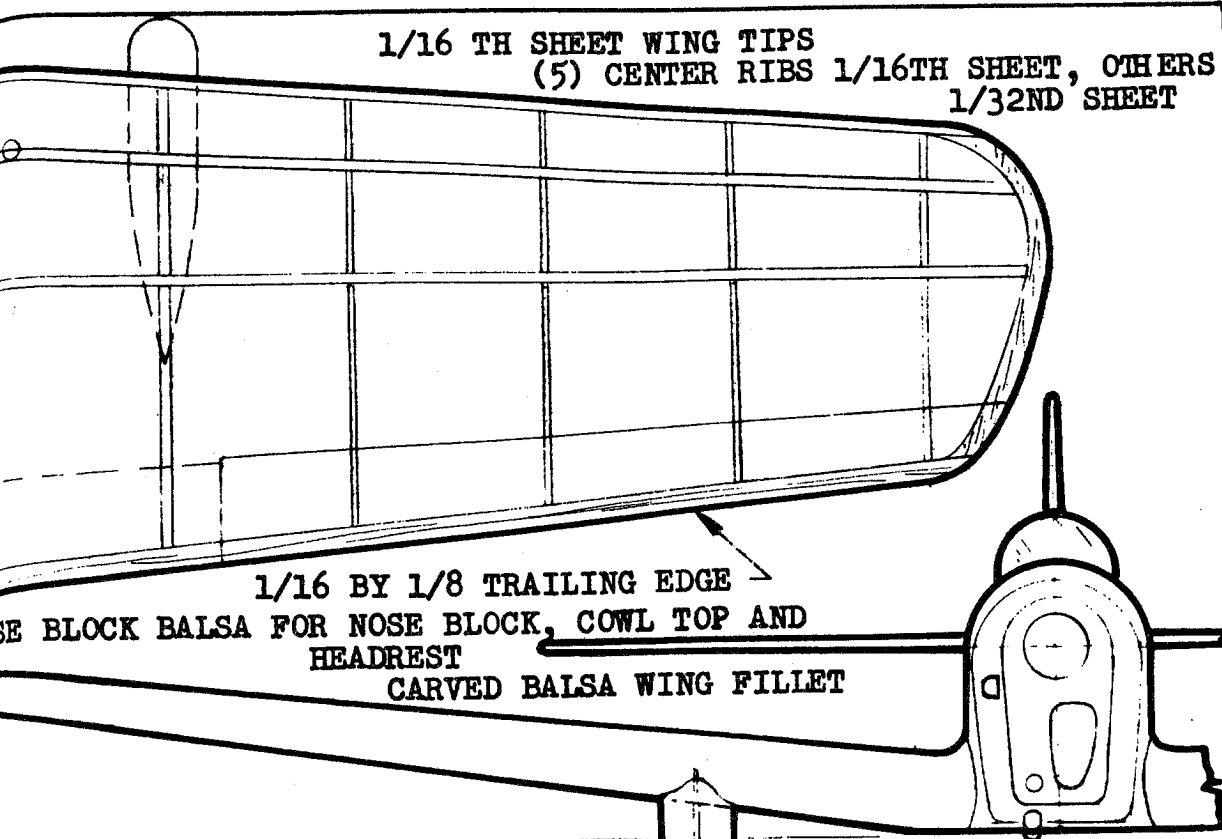 1/16 TH SHEET WING TIPS
(5) CENTER RIBS 1/16TH SHEET, OTHERS
1/32ND SHEET
1/16 BY 1/8 TRAILING EDGE
BLOCK BALSA FOR NOSE BLOCK, COWL TOP AND
HEADREST
CARVED BALSA WING FILLET